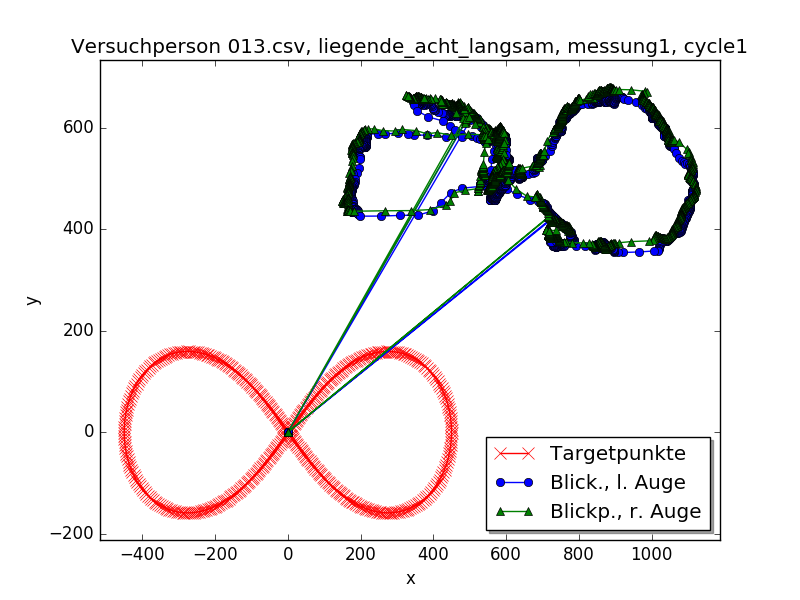 Versuchperson 013.csv, liegende_acht_langsam, messung1, cycle1
y
600
400
200
0
−200
−400
−200
0
200
400
600
800
1000
x
Targetpunkte
Blick., l. Auge
Blickp., r. Auge